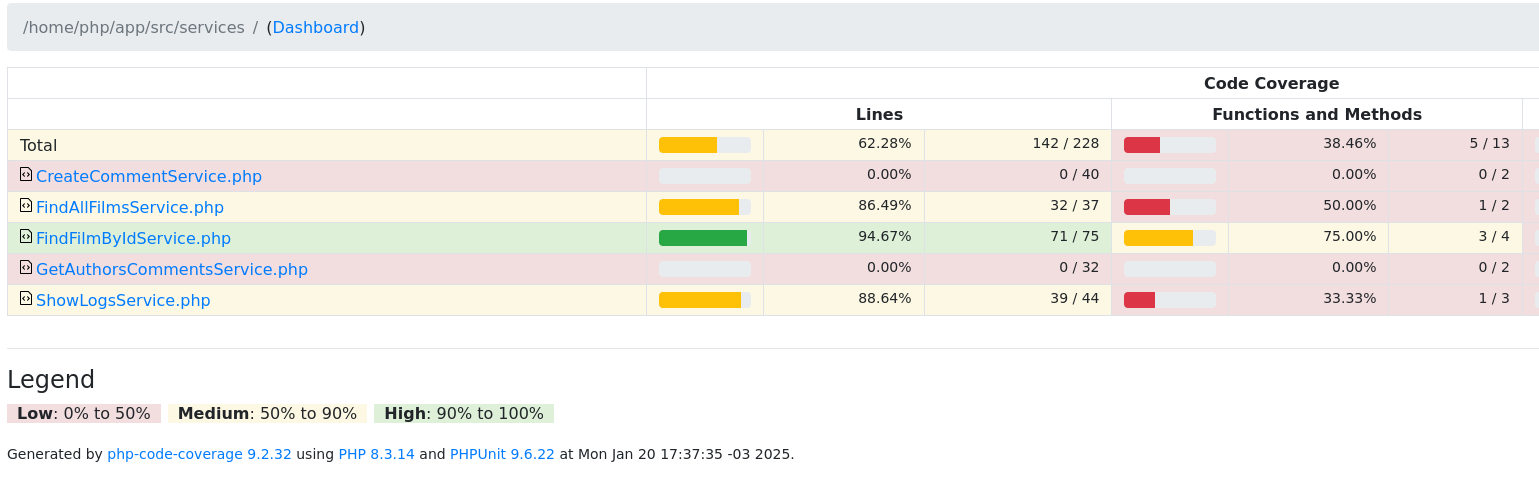 /home/php/app/src/services / (Dashboard)
Code Coverage
Lines Functions and Methods
Total 62.28% 142 / 228 38.46% 5 / 13
CreateCommentService.php 0.00% 0 / 40 0.00% 0 / 2
FindAllFilmsService.php 86.49% 32 / 37 50.00% 1 / 2
FindFilmByIdService.php 94.67% 71 / 75 75.00% 3 / 4
GetAuthorsCommentsService.php 0.00% 0 / 32 0.00% 0 / 2
ShowLogsService.php 88.64% 39 / 44 33.33% 1 / 3
Legend
Low: 0% to 50% Medium: 50% to 90% High: 90% to 100%
Generated by php-code-coverage 9.2.32 using PHP 8.3.14 and PHPUnit 9.6.22 at Mon Jan 20 17:37:35 -03 2025.